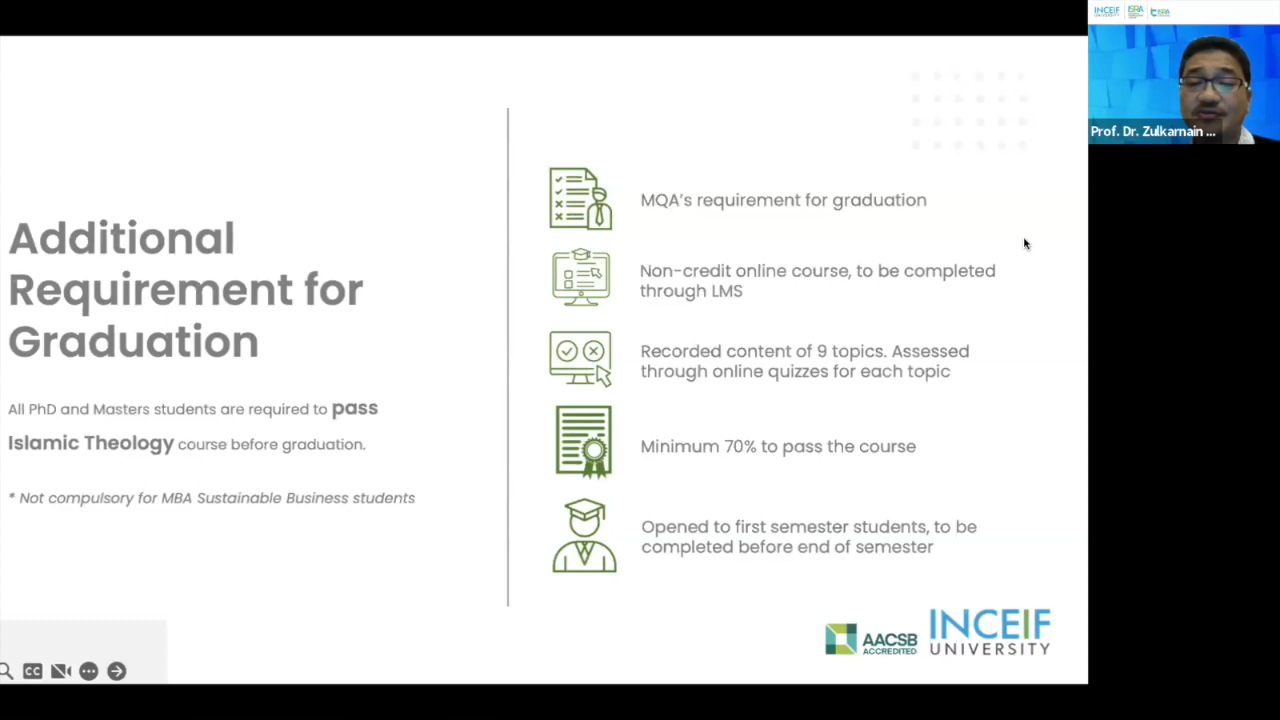 Additional
Requirement for
Graduation
All PhD and Masters students are required to pass
Islamic Theology course before graduation.
* Not compulsory for MBA Sustainable Business students
MQA's requirement for graduation
Non-credit online course, to be completed
through LMS
Recorded content of 9 topics. Assessed
through online quizzes for each topic
Minimum 70% to pass the course
Opened to first semester students, to be
completed before end of semester
AACSB
ACCREDITED
INCEIF
UNIVERSITY
CC
INCEIF
UNIVERSITY
ISRA
Prof. Dr. Zulkarnain ...